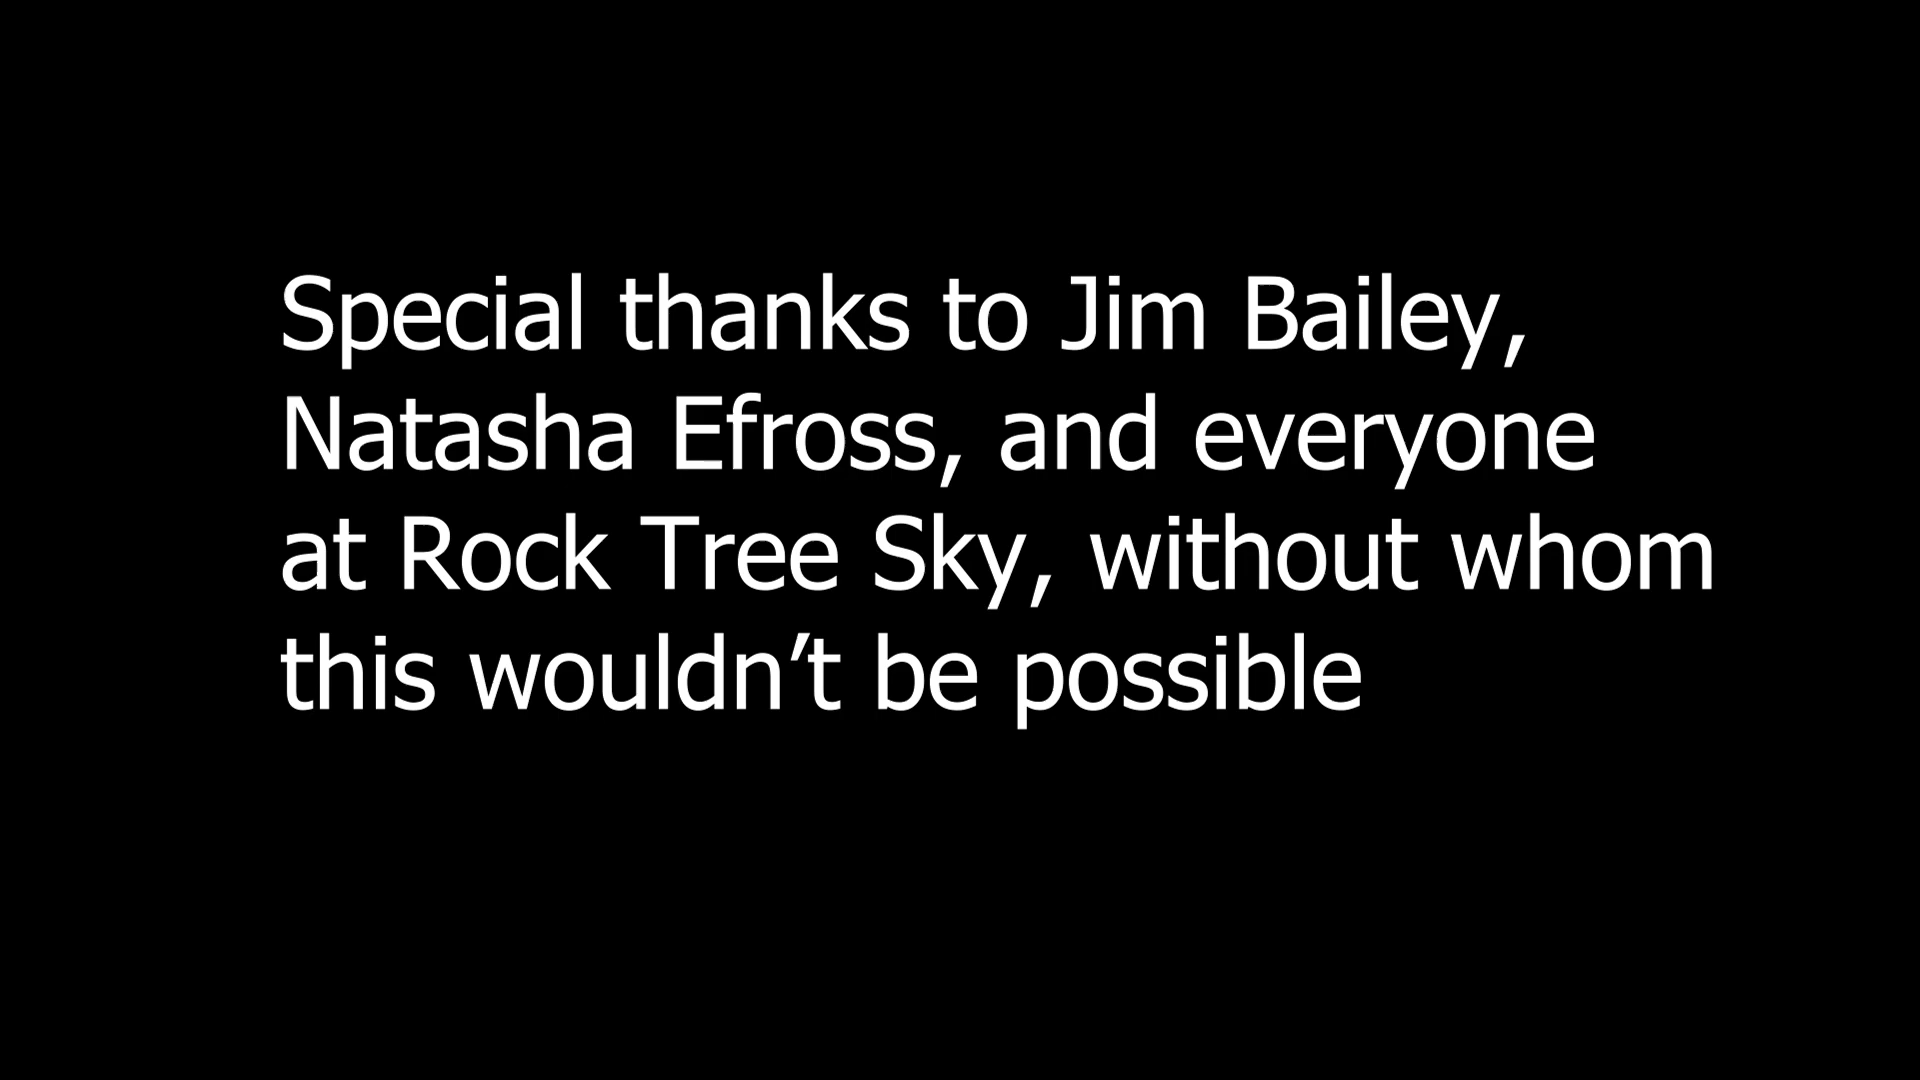 Special thanks to Jim Bailey,
Natasha Efross, and everyone
at Rock Tree Sky, without whom
this wouldn’t be possible